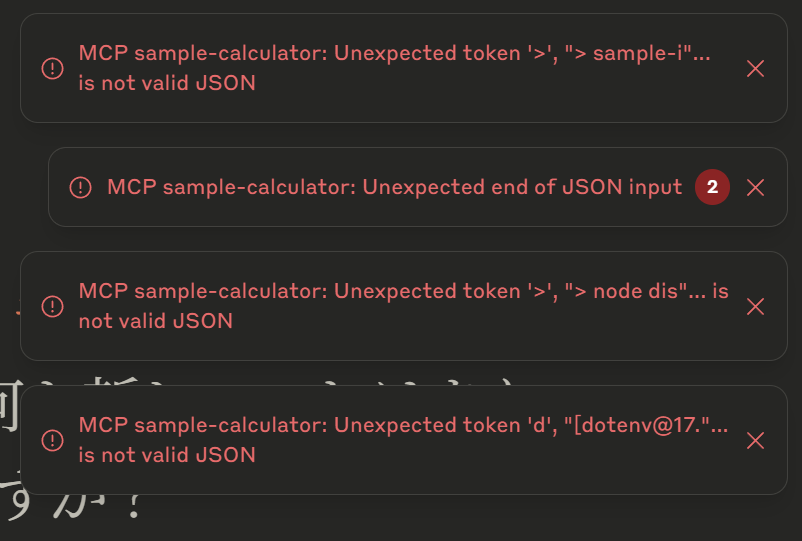 MCP sample-calculator: Unexpected token '>', "> sample-i"...
is not valid JSON
MCP sample-calculator: Unexpected end of JSON input 2
MCP sample-calculator: Unexpected token '>', "> node dis"... is
not valid JSON
MCP sample-calculator: Unexpected token 'd', "[dotenv@17."...
is not valid JSON
すか?